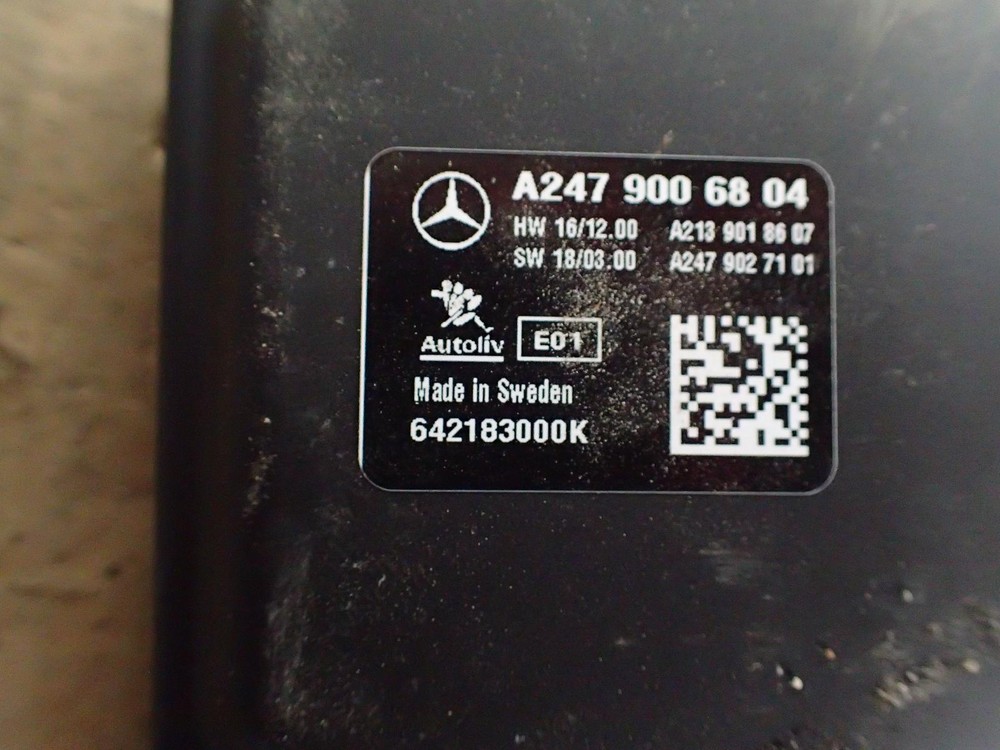 A247 900 68 04
HW 16/12.00 A213 901 86 07
SW 18/03.00 A247 902 71 01
Autoliv E01
Made in Sweden
642183000K